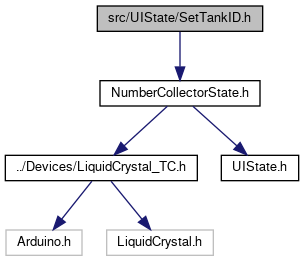 src/UIState/SetTankID.h
NumberCollectorState.h
../Devices/LiquidCrystal_TC.h
UIState.h
Arduino.h
LiquidCrystal.h